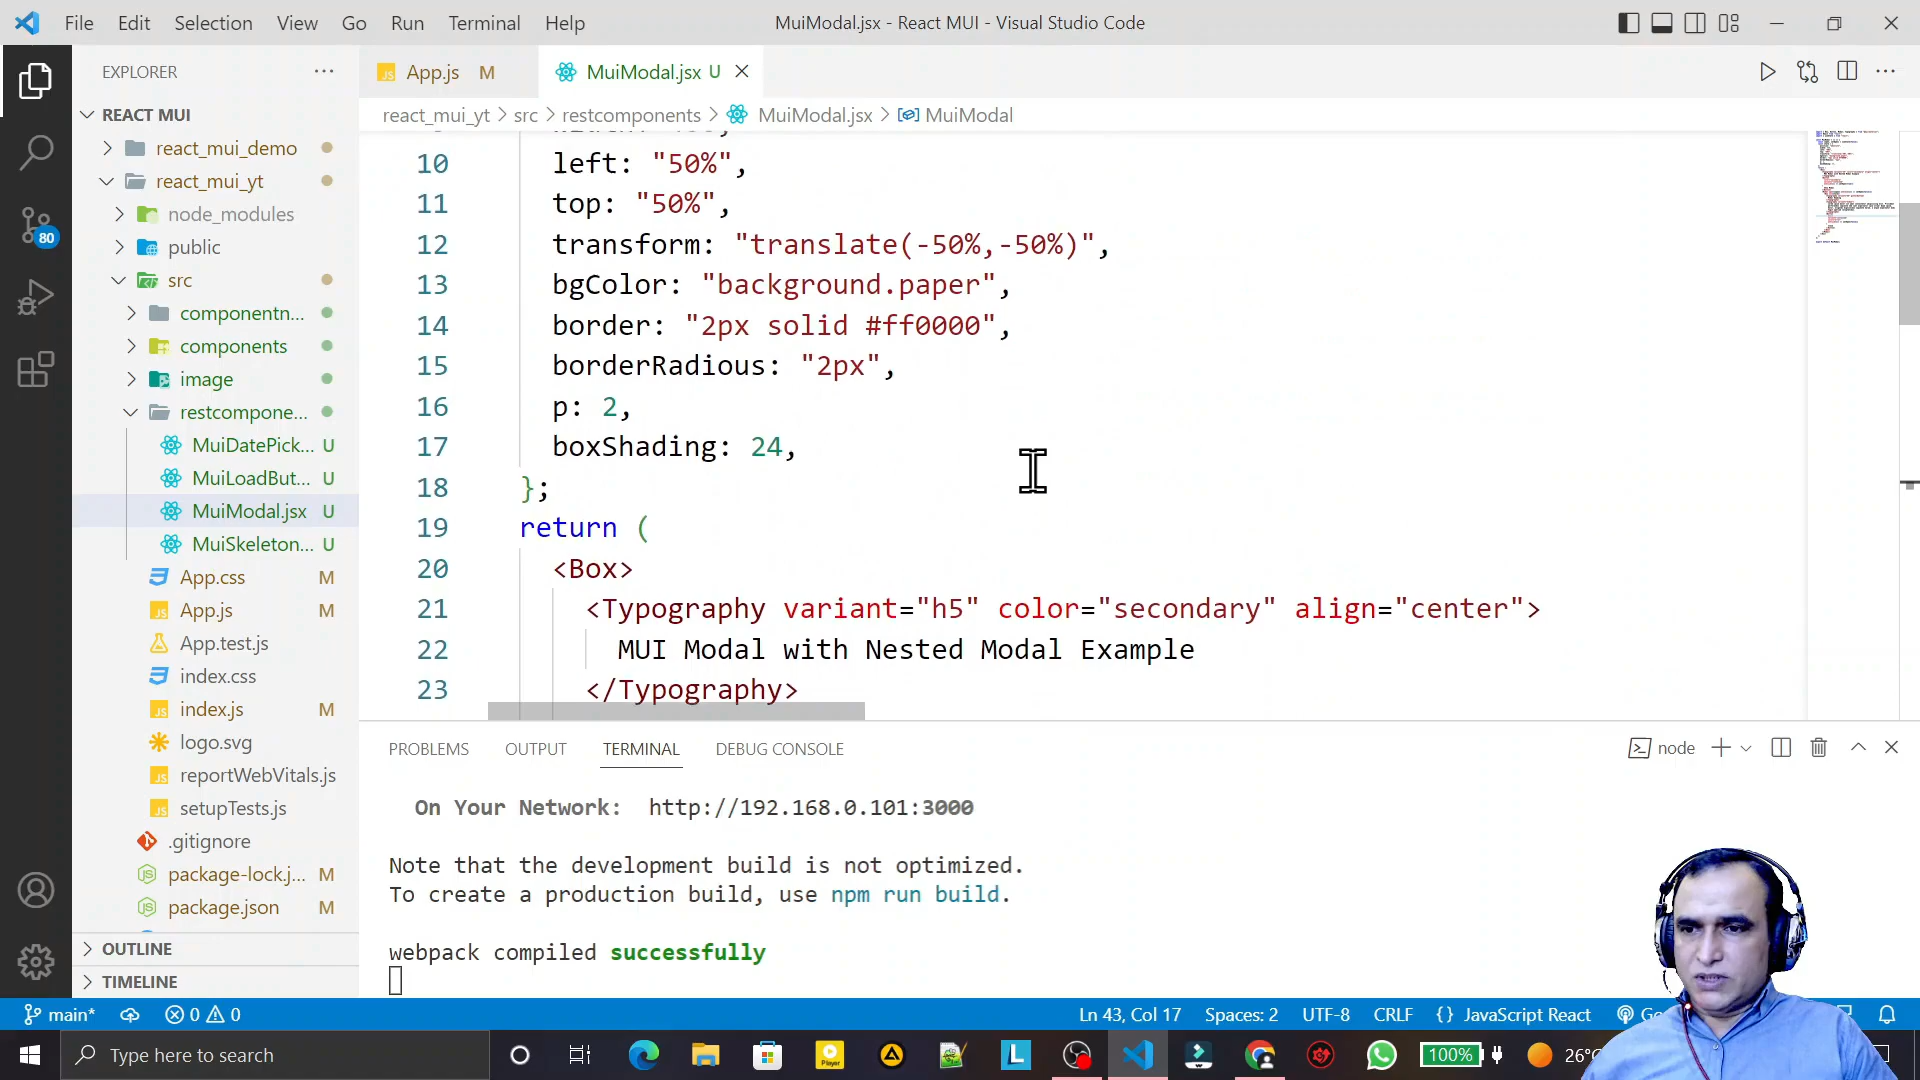 File Edit Selection View Go Run Terminal Help
MuiModal.jsx - React MUI - Visual Studio Code
EXPLORER
App.js M
MuiModal.jsx U
react_mui_yt > src > restcomponents > MuiModal.jsx > MuiModal
REACT MUI
react_mui_demo
react_mui_yt
node_modules
public
src
componentn...
components
image
restcompone...
MuiDatePick... U
MuiLoadBut... U
MuiModal.jsx U
MuiSkeleton... U
App.css M
App.js M
App.test.js
index.css
index.js M
logo.svg
reportWebVitals.js
setupTests.js
.gitignore
package-lock.j... M
package.json M
OUTLINE
TIMELINE
80
10 left: "50%",
11 top: "50%",
12 transform: "translate(-50%,-50%)",
13 bgColor: "background.paper",
14 border: "2px solid #ff0000",
15 borderRadious: "2px",
16 p: 2,
17 boxShading: 24,
18 };
19 return (
20 <Box>
21 <Typography variant="h5" color="secondary" align="center">
22 MUI Modal with Nested Modal Example
23 </Typography>
PROBLEMS OUTPUT TERMINAL DEBUG CONSOLE
node
On Your Network: http://192.168.0.101:3000
Note that the development build is not optimized.
To create a production build, use npm run build.
webpack compiled successfully
main* 0 0
Ln 43, Col 17 Spaces: 2 UTF-8 CRLF {} JavaScript React
Type here to search
100%
26°